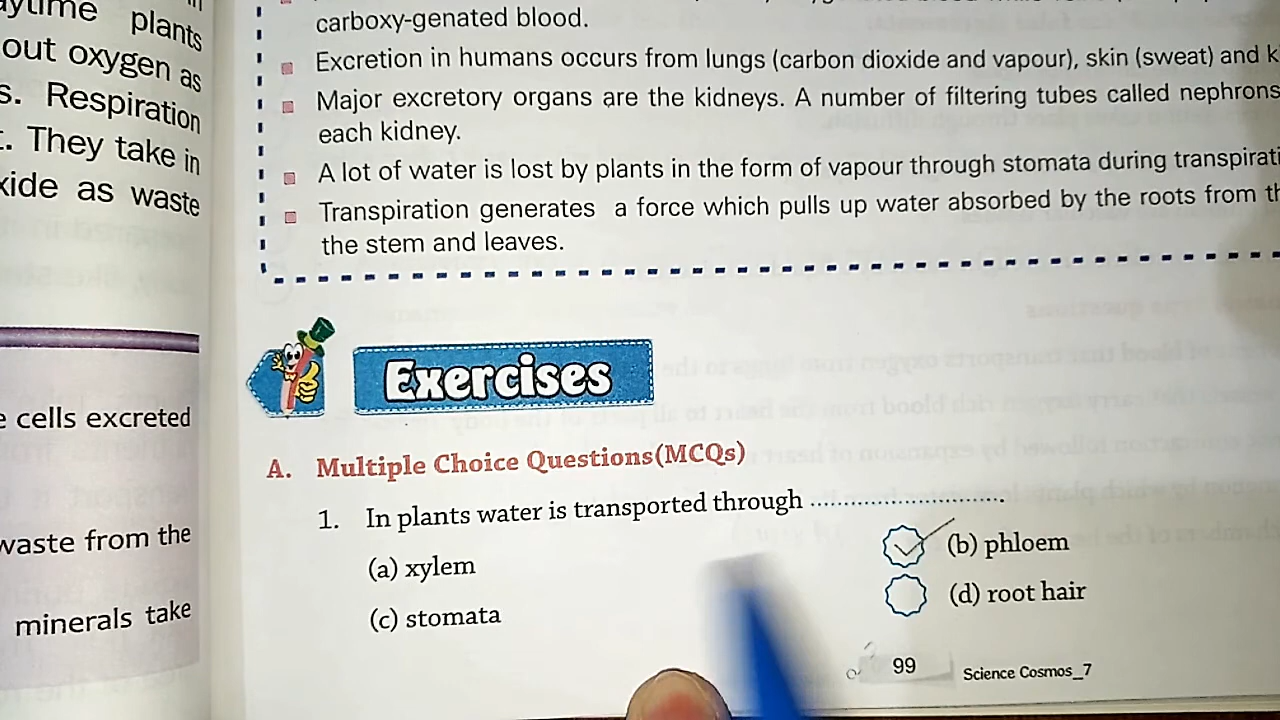 plants
out oxygen as
s. Respiration
. They take in
as waste
cells excreted
waste from the
minerals take
carboxy-genated blood.
Excretion in humans occurs from lungs (carbon dioxide and vapour), skin (sweat) and
Major excretory organs are the kidneys. A number of filtering tubes called nephrons
each kidney.
A lot of water is lost by plants in the form of vapour through stomata during
Transpiration generates a force which pulls up water absorbed by the roots from
the stem and leaves.
Exercises
A. Multiple Choice Questions(MCQs)
1. In plants water is transported through ..............................
(a) xylem (b) phloem
(c) stomata (d) root hair
99 Science Cosmos_7